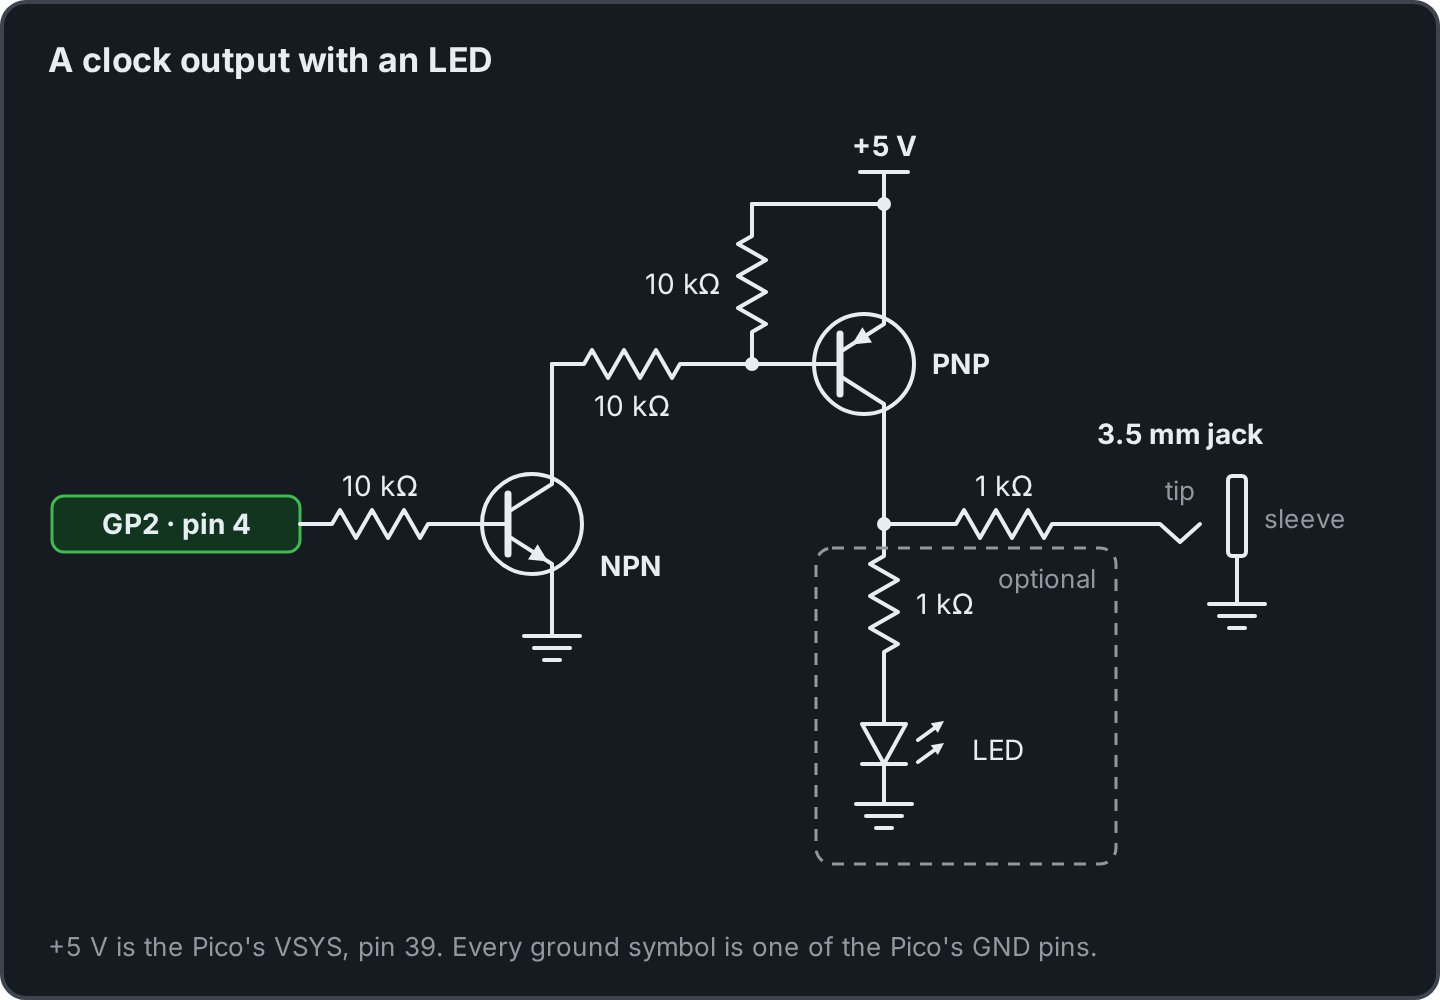 A clock output with an LED
+5 V
10 kΩ
PNP
10 kΩ
3.5 mm jack
10 kΩ
1 kΩ
tip
sleeve
GP2 · pin 4
NPN
optional
1 kΩ
LED
+5 V is the Pico's VSYS, pin 39. Every ground symbol is one of the Pico's GND pins.